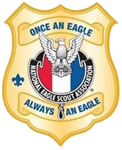 ONCE AN EAGLE
NATIONAL EAGLE SCOUT ASSOCIATION
ALWAYS AN EAGLE